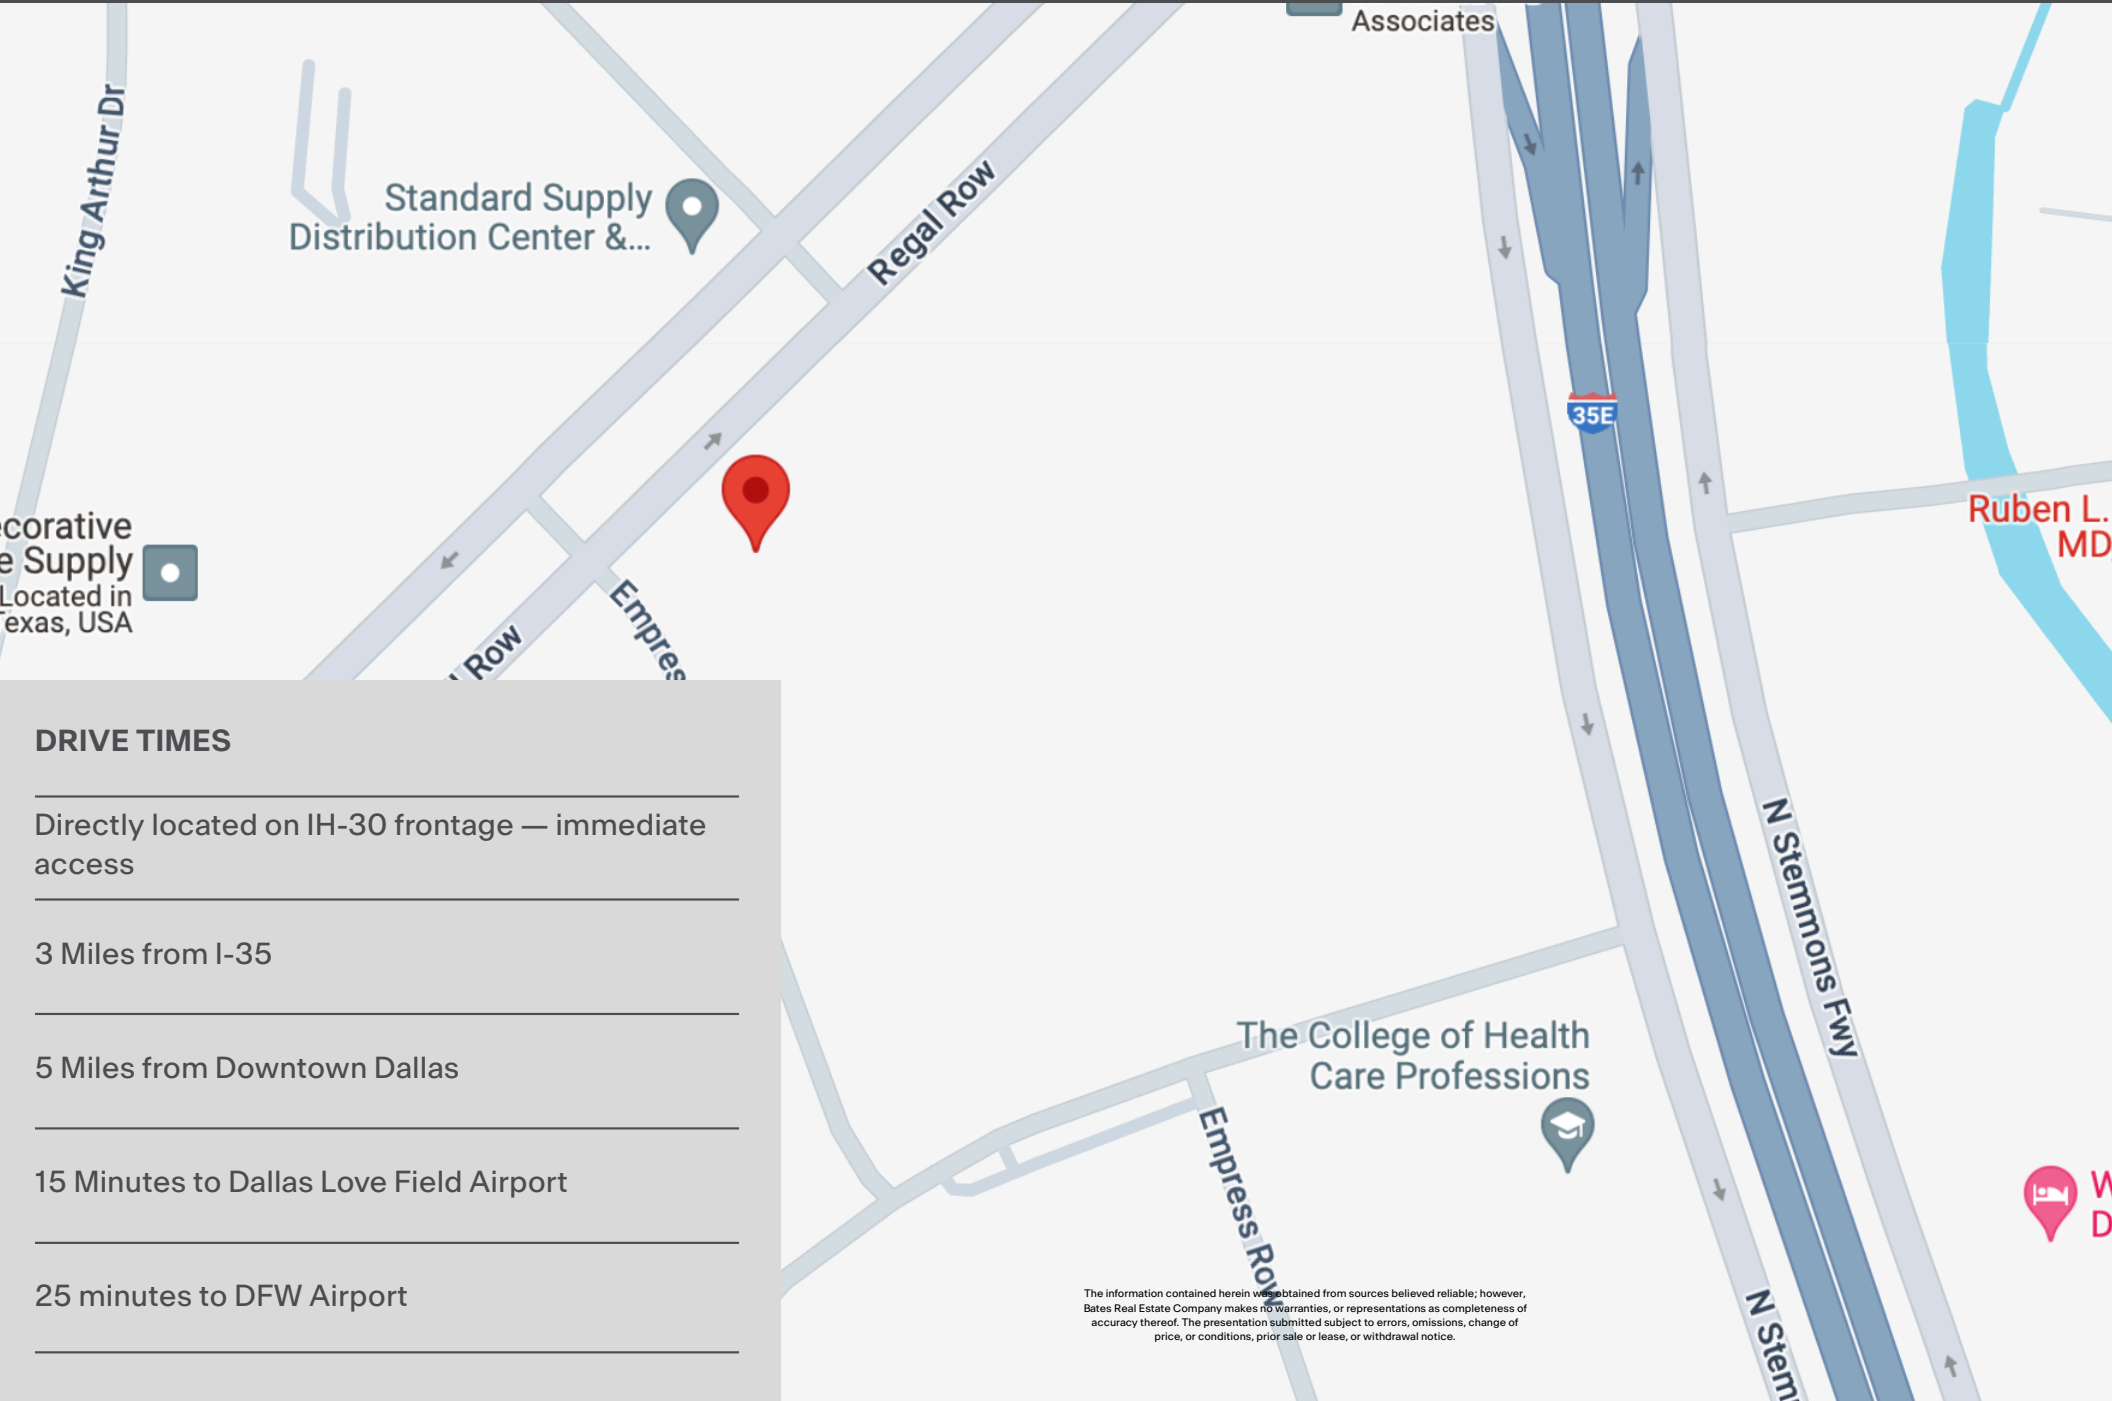 Associates
King Arthur Dr
Standard Supply
Distribution Center &...
Regal Row
35E
Ruben L.
MD,
ecorative
e Supply
Located in
Texas, USA
Row
Empres
DRIVE TIMES
Directly located on IH-30 frontage — immediate
access
3 Miles from I-35
5 Miles from Downtown Dallas
15 Minutes to Dallas Love Field Airport
25 minutes to DFW Airport
N Stemmons Fwy
The College of Health
Care Professions
Empress Row
W
D
N Stem
The information contained herein was obtained from sources believed reliable; however,
Bates Real Estate Company makes no warranties, or representations as completeness of
accuracy thereof. The presentation submitted subject to errors, omissions, change of
price, or conditions, prior sale or lease, or withdrawal notice.